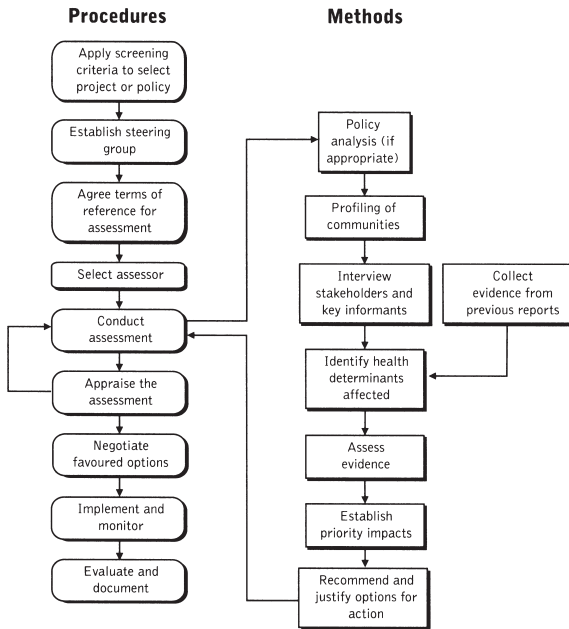 Procedures
Apply screening
criteria to select
project or policy
Establish steering
group
Agree terms of
reference for
assessment
Select assessor
Conduct
assessment
Appraise the
assessment
Negotiate
favoured options
Implement and
monitor
Evaluate and
document
Methods
Policy
analysis (if
appropriate)
Profiling of
communities
Interview
stakeholders and
key informants
Collect
evidence from
previous reports
Identify health
determinants
affected
Assess
evidence
Establish
priority impacts
Recommend and
justify options for
action